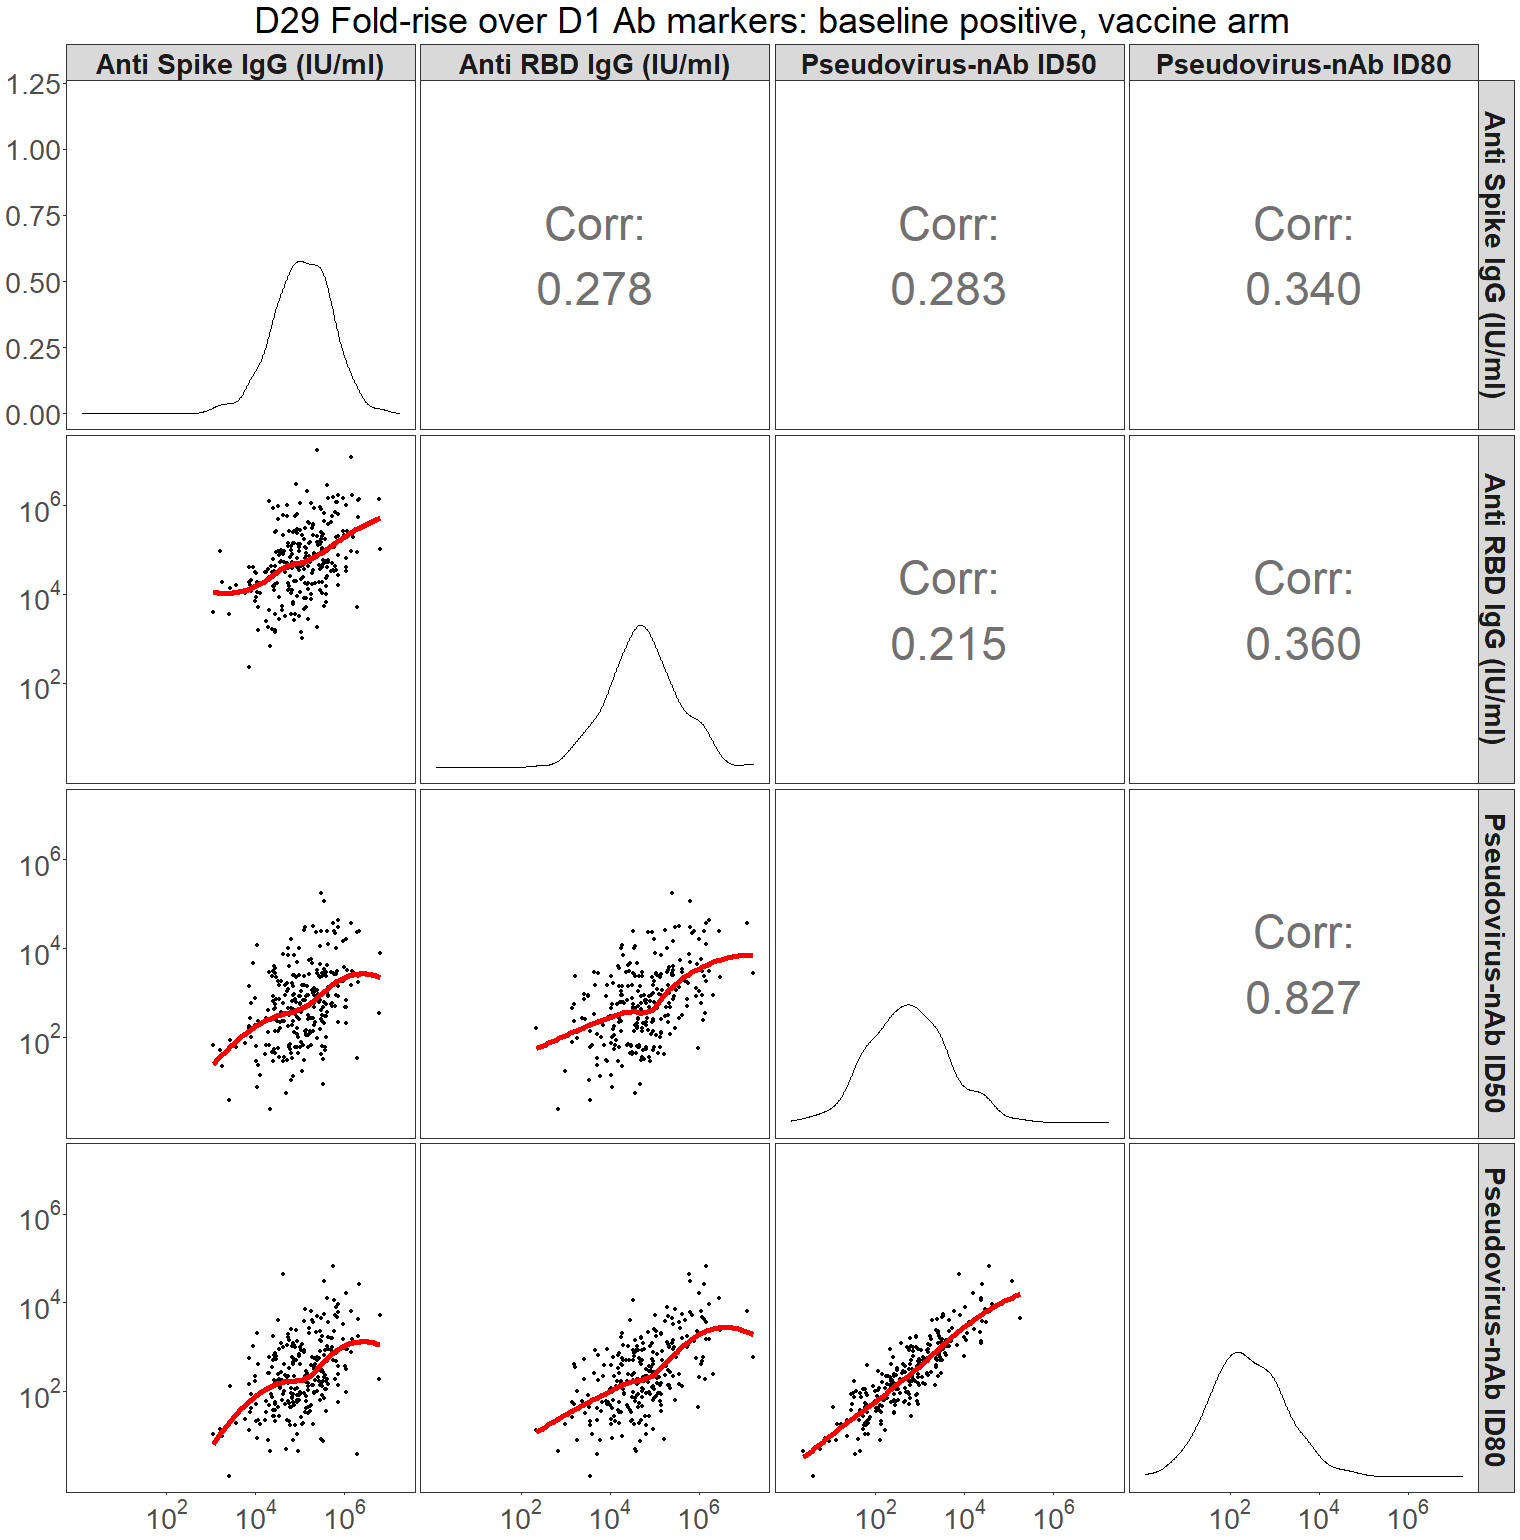 D29 Fold-rise over D1 Ab markers: baseline positive, vaccine arm
Anti Spike IgG (IU/ml)
Anti RBD IgG (IU/ml)
Pseudovirus-nAb ID50
Pseudovirus-nAb ID80
1.25
1.00
0.75
0.50
0.25
0.00
Corr:
0.278
Corr:
0.283
Corr:
0.340
Anti Spike IgG (IU/ml)
10^6
10^4
10^2
Corr:
0.215
Corr:
0.360
Anti RBD IgG (IU/ml)
10^6
10^4
10^2
Corr:
0.827
Pseudovirus-nAb ID50
10^6
10^4
10^2
Pseudovirus-nAb ID80
10^2 10^4 10^6
10^2 10^4 10^6
10^2 10^4 10^6
10^2 10^4 10^6